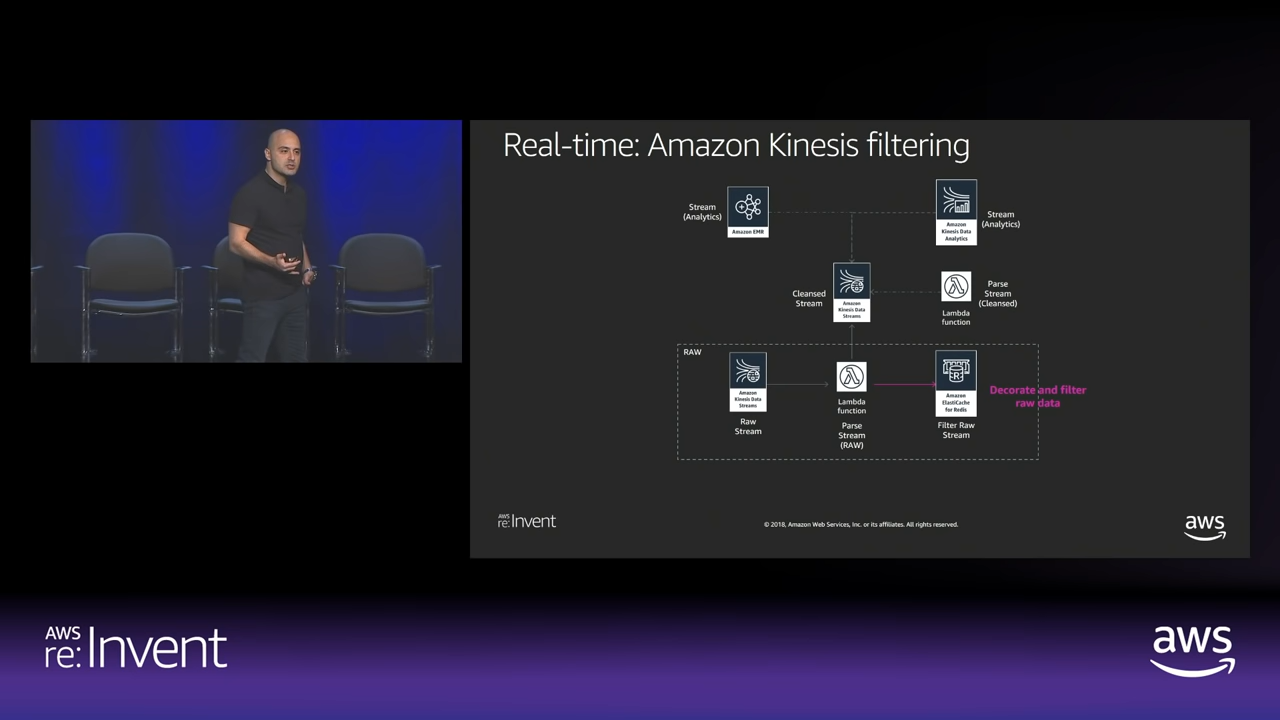 Real-time: Amazon Kinesis filtering
Stream
(Analytics)
Amazon EMR
Amazon
Kinesis Data
Analytics
Stream
(Analytics)
Cleansed
Stream
Amazon
Kinesis Data
Streams
Lambda
function
Parse
Stream
(Cleansed)
RAW
Amazon
Kinesis Data
Streams
Raw
Stream
Lambda
function
Parse
Stream
(RAW)
R
Amazon
ElastiCache
for Redis
Filter Raw
Stream
Decorate and filter
raw data
AWS
re:Invent
© 2018, Amazon Web Services, Inc. or its affiliates. All rights reserved.
aws
AWS
re:Invent
aws